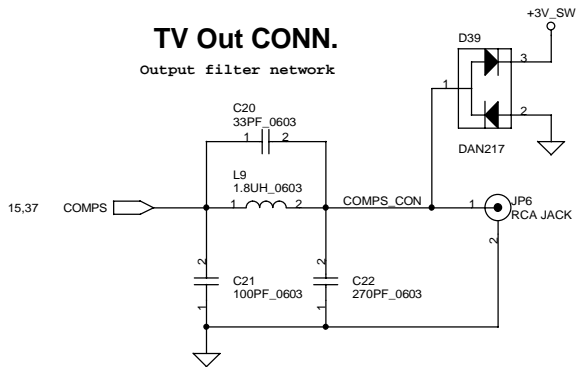 +3V_SW
TV Out CONN.
D39
Output filter network
3
1
2
C20
33PF_0603
1 2
DAN217
L9
1.8UH_0603
15,37 COMPS
1 2
COMPS_CON
1
JP6
RCA JACK
2
2
2
C21
100PF_0603
C22
270PF_0603
1
1